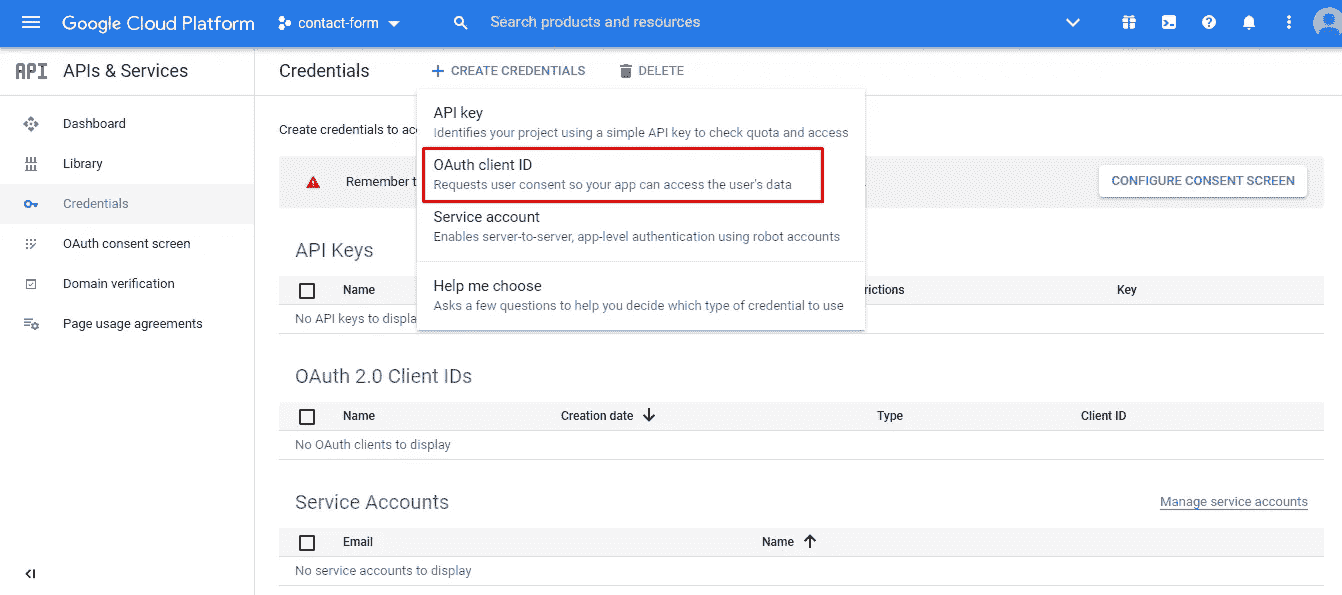 Google Cloud Platform contact-form Search products and resources
API APIs & Services
Credentials + CREATE CREDENTIALS DELETE
Dashboard
Library
Credentials
OAuth consent screen
Domain verification
Page usage agreements
Create credentials to
API key
Identifies your project using a simple API key to check quota and access
OAuth client ID
Requests user consent so your app can access the user's data
Service account
Enables server-to-server, app-level authentication using robot accounts
Help me choose
Asks a few questions to help you decide which type of credential to use
Remember
CONFIGURE CONSENT SCREEN
API Keys
Name Key
No API keys to
OAuth 2.0 Client IDs
Name Creation date Type Client ID
No OAuth clients to display
Service Accounts Manage service accounts
Email Name
No service accounts to display